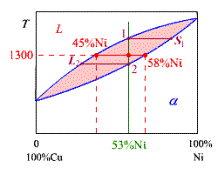 T
L
1
S₁
45%Ni
1300
L₂
2
58%Ni
α
0
53%Ni
100%
100%Cu
Ni